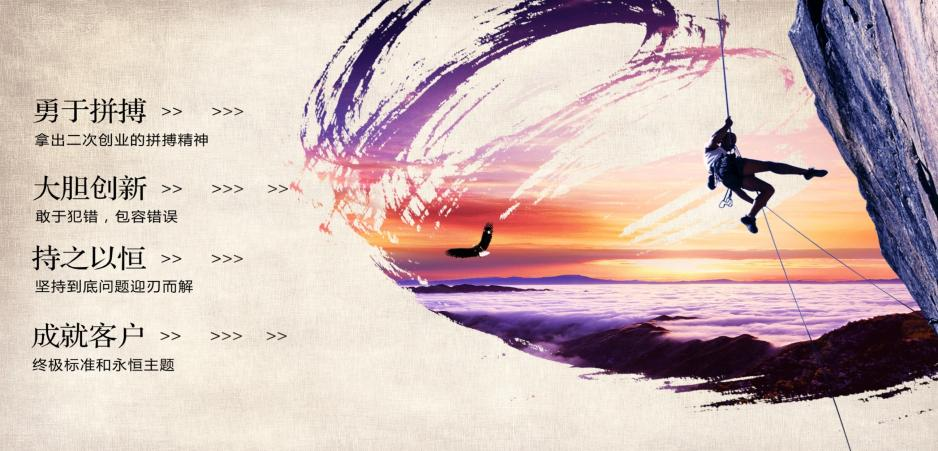 勇于拼搏 >> >>>
拿出二次创业的拼搏精神
大胆创新 >> >>> >>
敢于犯错，包容错误
持之以恒 >> >>>
坚持到底问题迎刃而解
成就客户 >> >>> >>
终极标准和永恒主题